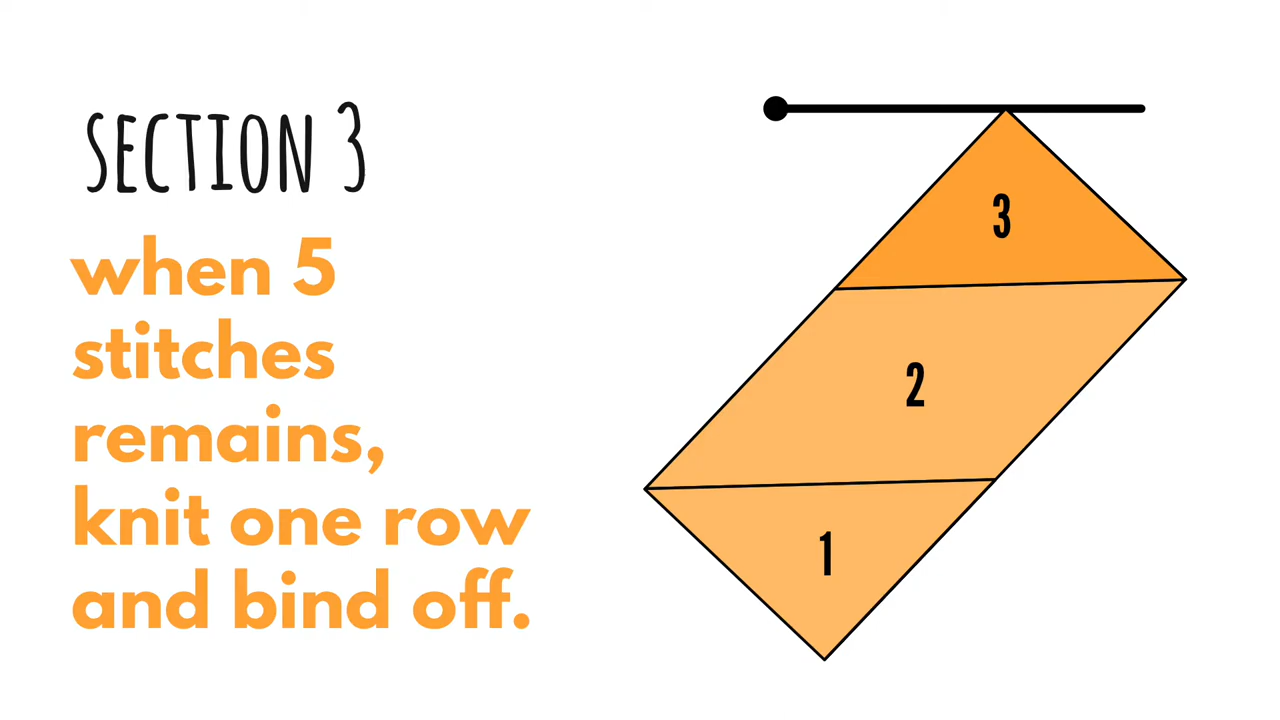 SECTION 3
when 5
stitches
remains,
knit one row
and bind off.
3
2
1